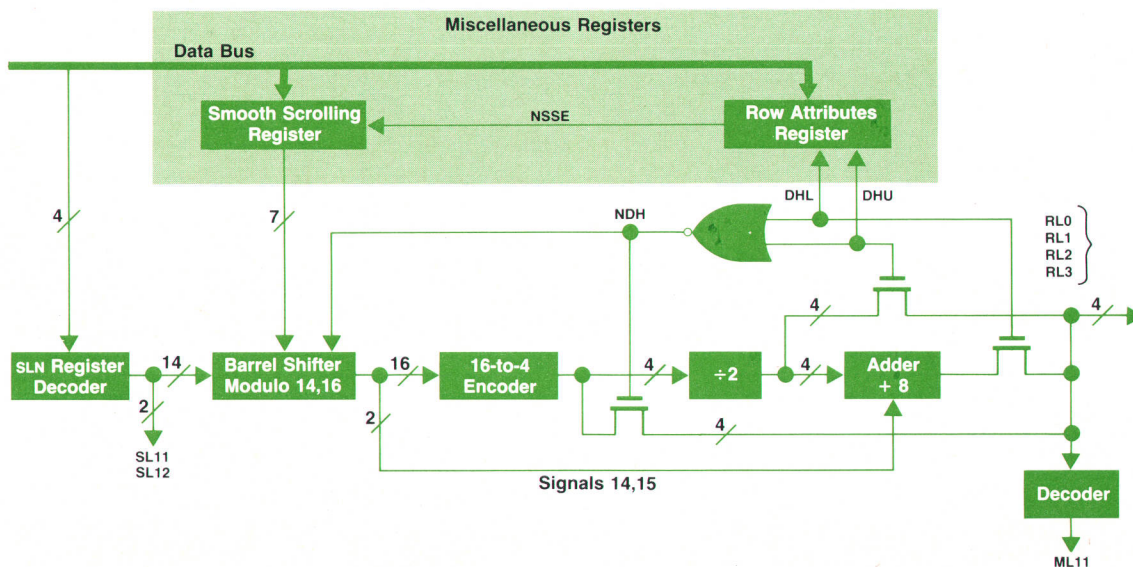 Miscellaneous Registers
Data Bus
Smooth Scrolling
Register
NSSE
Row Attributes
Register
DHL
DHU
4
7
NDH
RL0
RL1
RL2
RL3
4
4
SLN Register
Decoder
14
2
SL11
SL12
Barrel Shifter
Modulo 14,16
16
2
16-to-4
Encoder
4
÷2
4
Adder
+ 8
4
Signals 14,15
Decoder
ML11